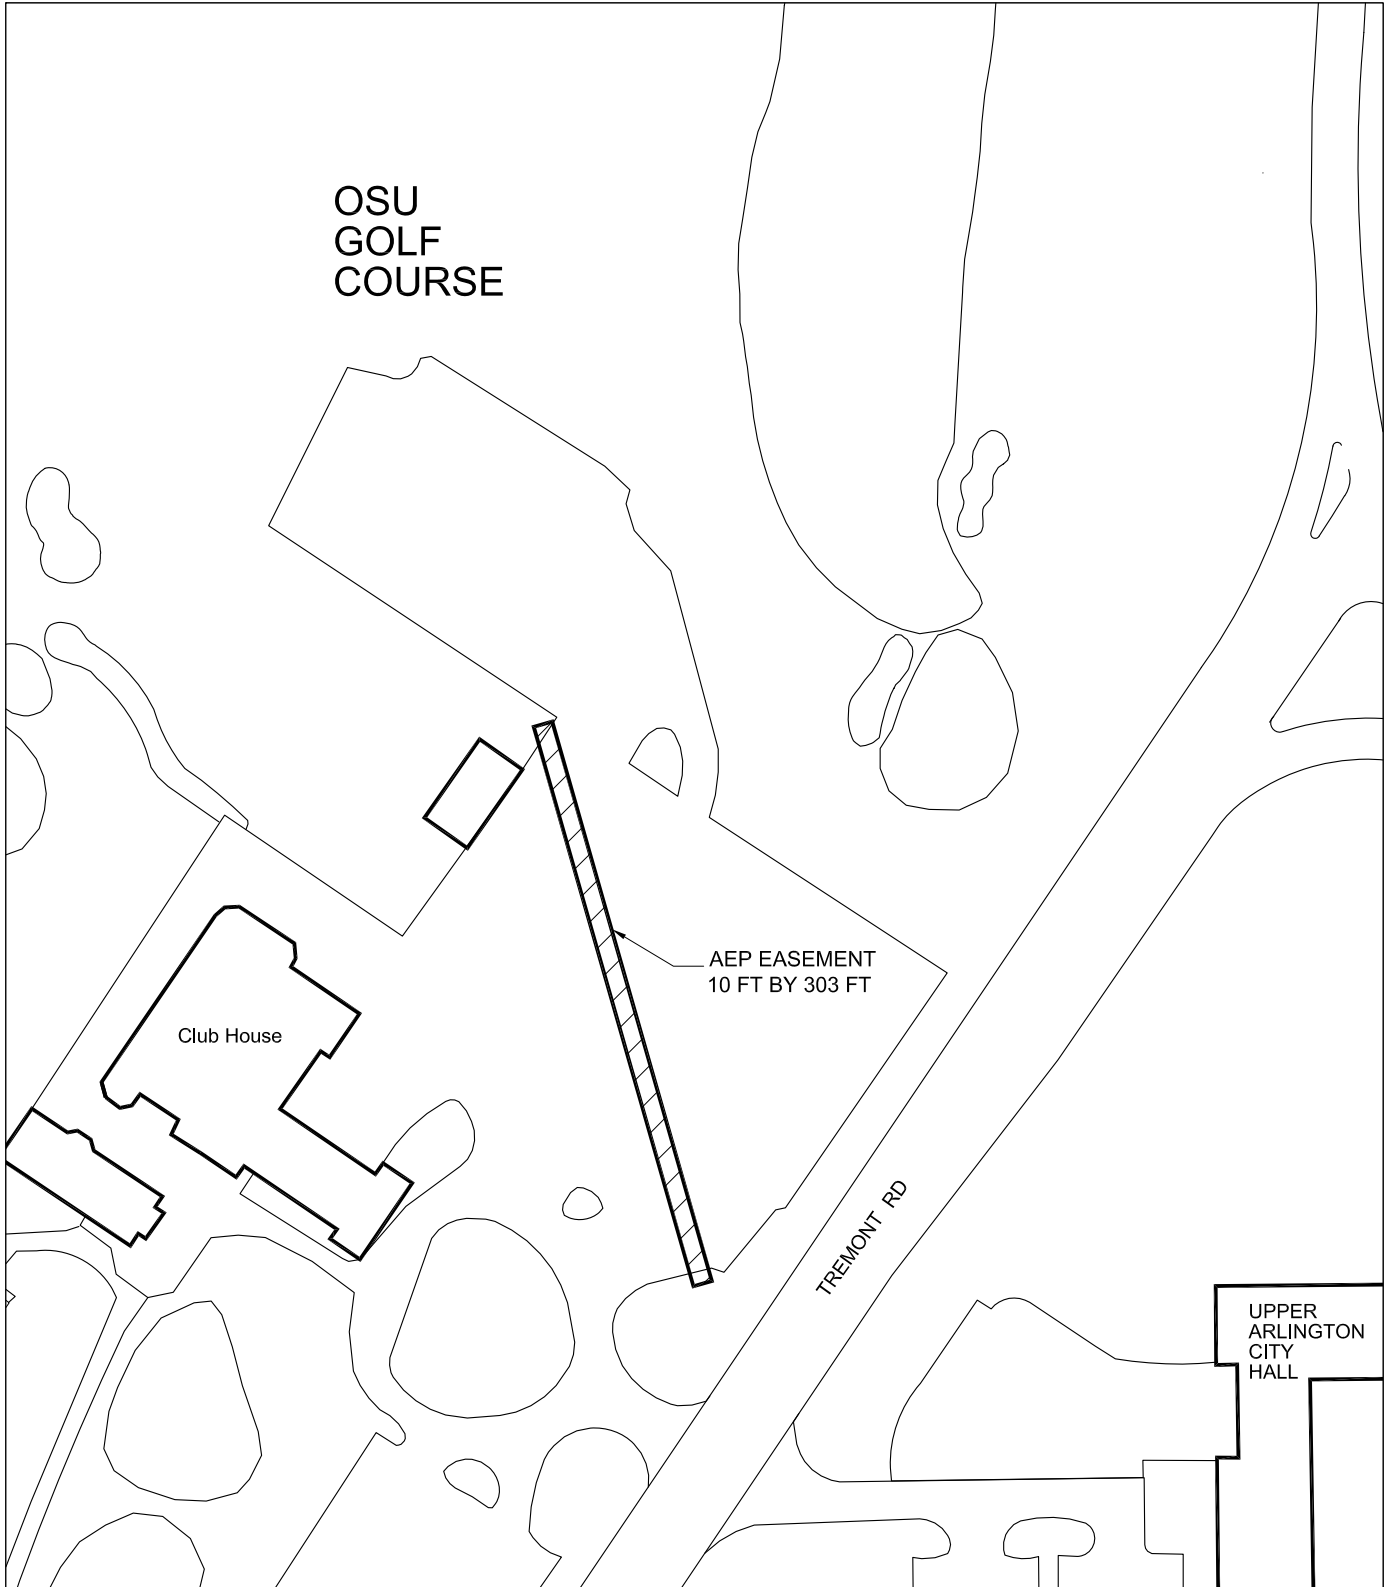 OSU
GOLF
COURSE
AEP EASEMENT
10 FT BY 303 FT
Club House
TREMONT RD
UPPER
ARLINGTON
CITY
HALL